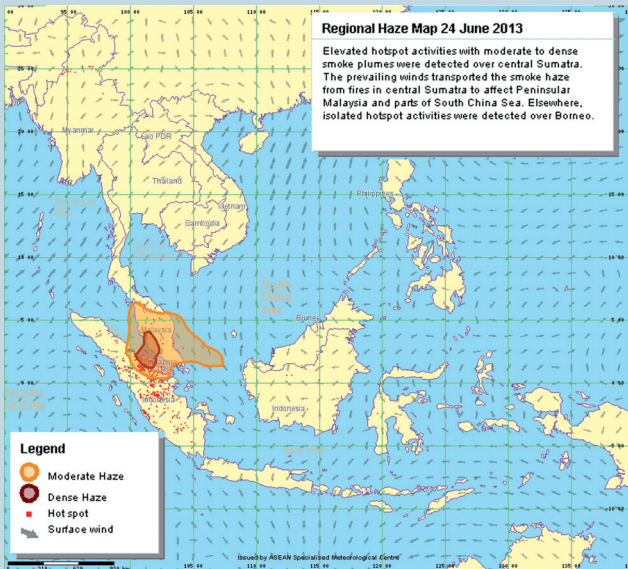 Regional Haze Map 24 June 2013
Elevated hotspot activities with moderate to dense
smoke plumes were detected over central Sumatra.
The prevailing winds transported the smoke haze
from fires in central Sumatra to affect Peninsular
Malaysia and parts of South China Sea. Elsewhere,
isolated hotspot activities were detected over Borneo.
Myanmar
Lao PDR
Thailand
Vietnam
Cambodia
Philippines
South
China
Sea
Brunei
Malaysia
Indonesia
Indonesia
Legend
Moderate Haze
Dense Haze
Hot spot
Surface wind
Issued by ASEAN Specialised Meteorological Centre